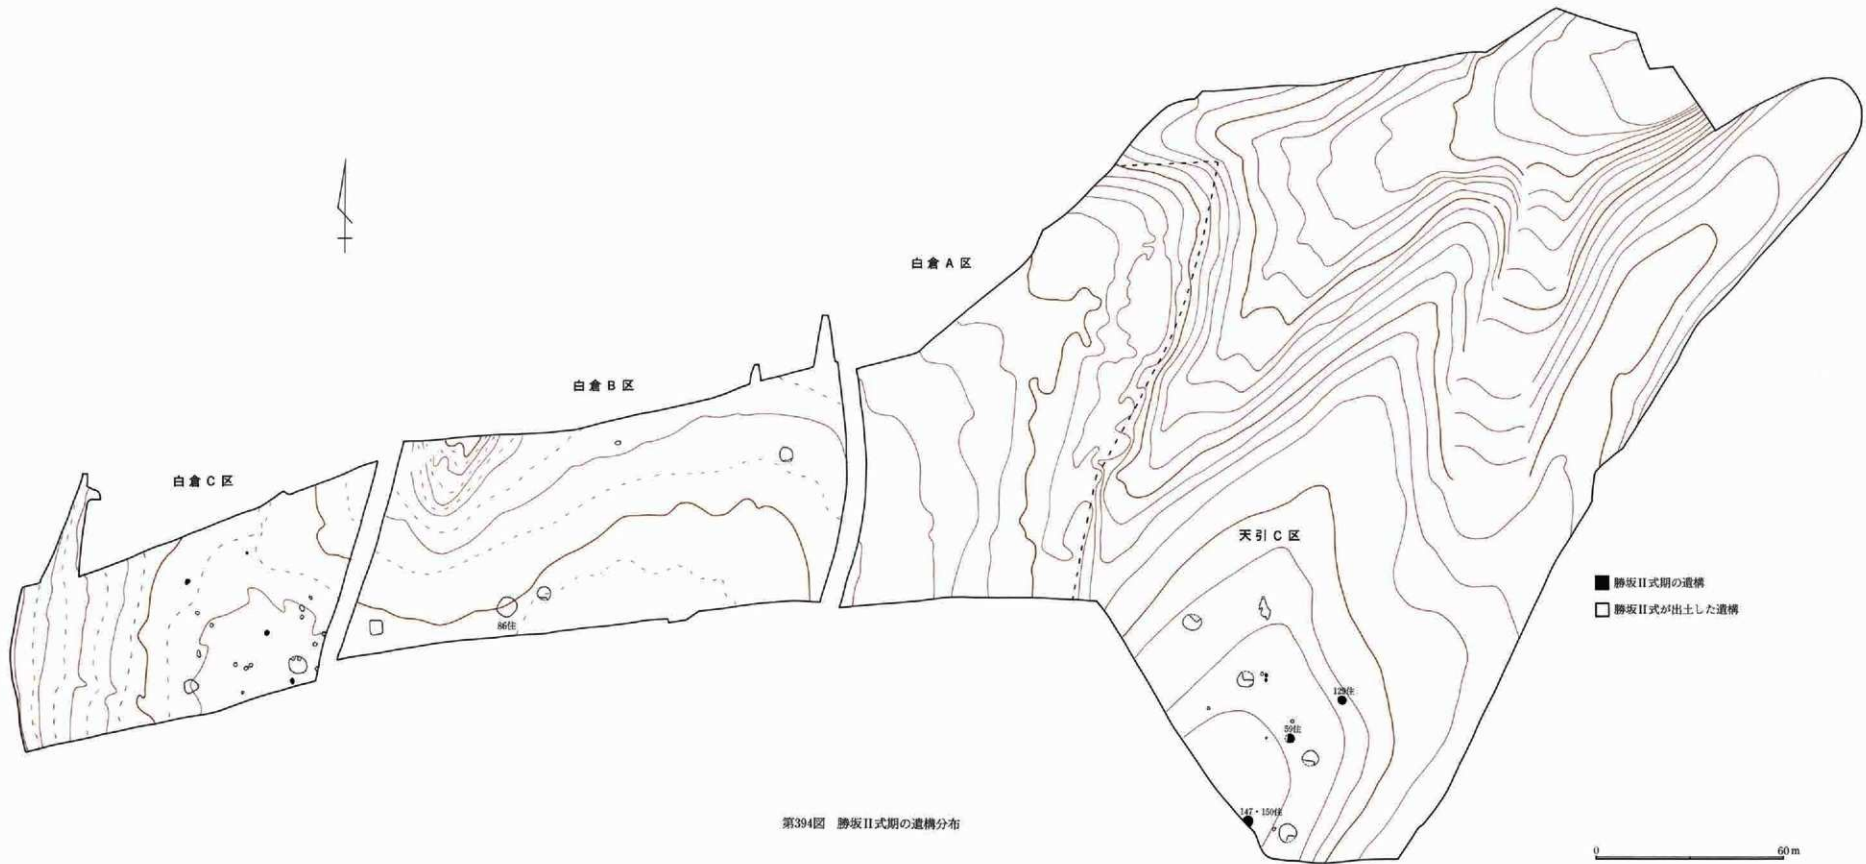 白倉A区
白倉B区
白倉C区
天引C区
86住
129住
59住
147・150住
勝坂II式期の遺構
勝坂II式が出土した遺構
第394図 勝坂II式期の遺構分布
0 60m